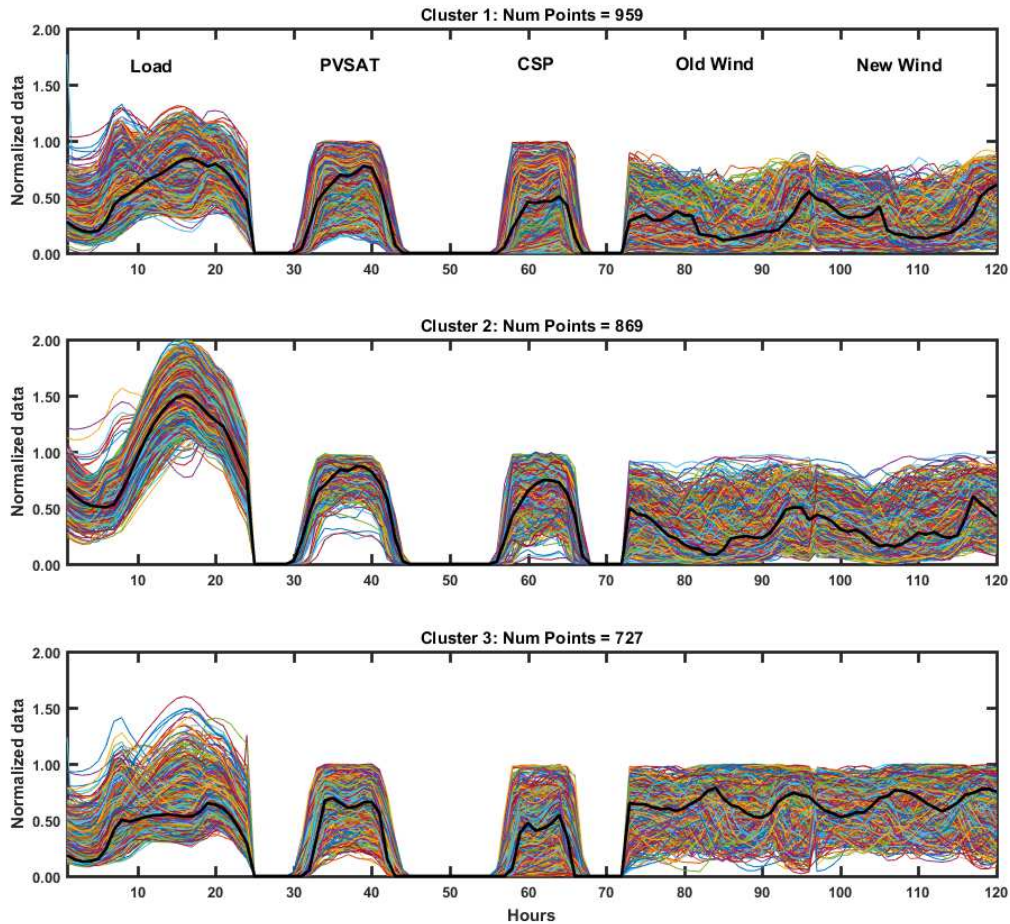 Cluster 1: Num Points = 959
2.00
Load PVSAT CSP Old Wind New Wind
1.50
1.00
0.50
0.00
Normalized data
10 20 30 40 50 60 70 80 90 100 110 120
Cluster 2: Num Points = 869
2.00
1.50
1.00
0.50
0.00
Normalized data
10 20 30 40 50 60 70 80 90 100 110 120
Cluster 3: Num Points = 727
2.00
1.50
1.00
0.50
0.00
Normalized data
10 20 30 40 50 60 70 80 90 100 110 120
Hours